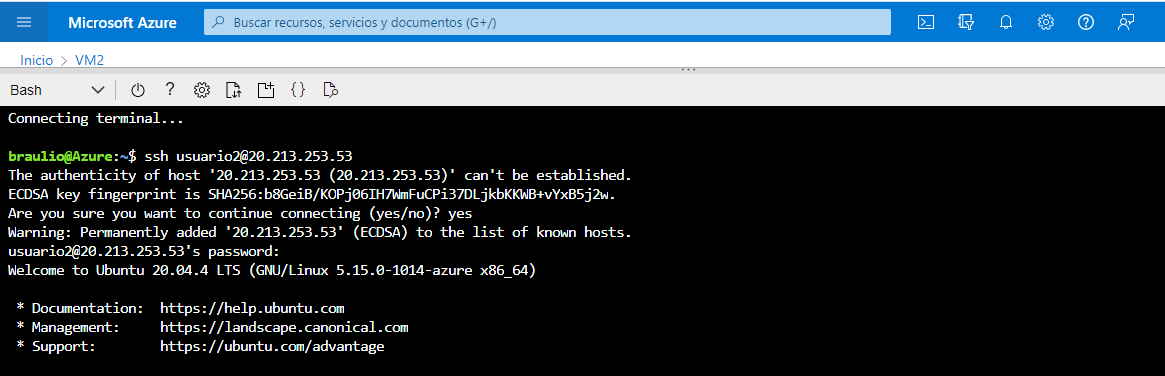 Microsoft Azure
Buscar recursos, servicios y documentos (G+/)
Inicio > VM2
Bash
Connecting terminal...
braulio@Azure:~$ ssh usuario2@20.213.253.53
The authenticity of host '20.213.253.53 (20.213.253.53)' can't be established.
ECDSA key fingerprint is SHA256:b8GeiB/KOPj06IH7WmFuCPi37DLjkbKKWB+vYxB5j2w.
Are you sure you want to continue connecting (yes/no)? yes
Warning: Permanently added '20.213.253.53' (ECDSA) to the list of known hosts.
usuario2@20.213.253.53's password:
Welcome to Ubuntu 20.04.4 LTS (GNU/Linux 5.15.0-1014-azure x86_64)
* Documentation: https://help.ubuntu.com
* Management: https://landscape.canonical.com
* Support: https://ubuntu.com/advantage